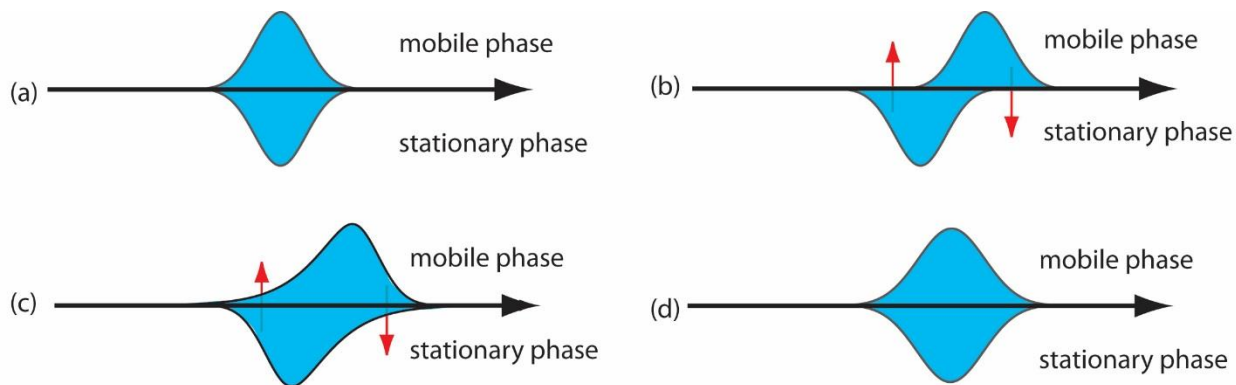 (a)
mobile phase
stationary phase
(b)
mobile phase
stationary phase
(c)
mobile phase
stationary phase
(d)
mobile phase
stationary phase